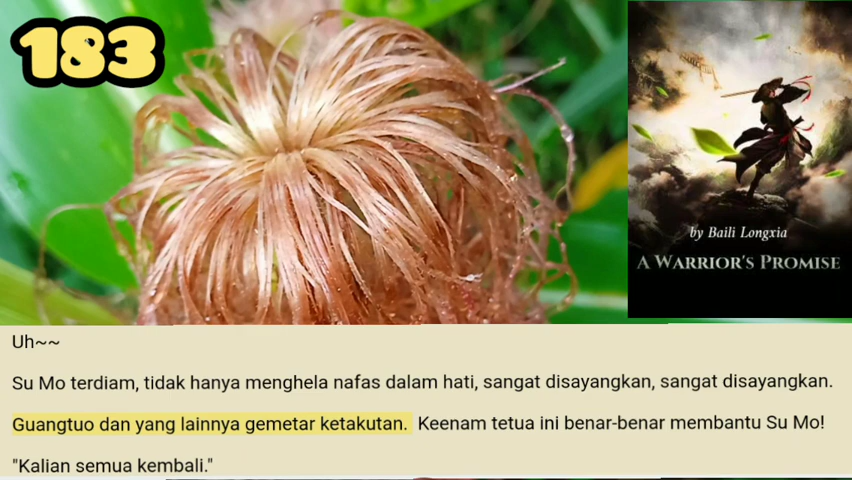 183
by Baili Longxia
A WARRIOR'S PROMISE
Uh~~
Su Mo terdiam, tidak hanya menghela nafas dalam hati, sangat disayangkan, sangat disayangkan.
Guangtuo dan yang lainnya gemetar ketakutan. Keenam tetua ini benar-benar membantu Su Mo!
"Kalian semua kembali."